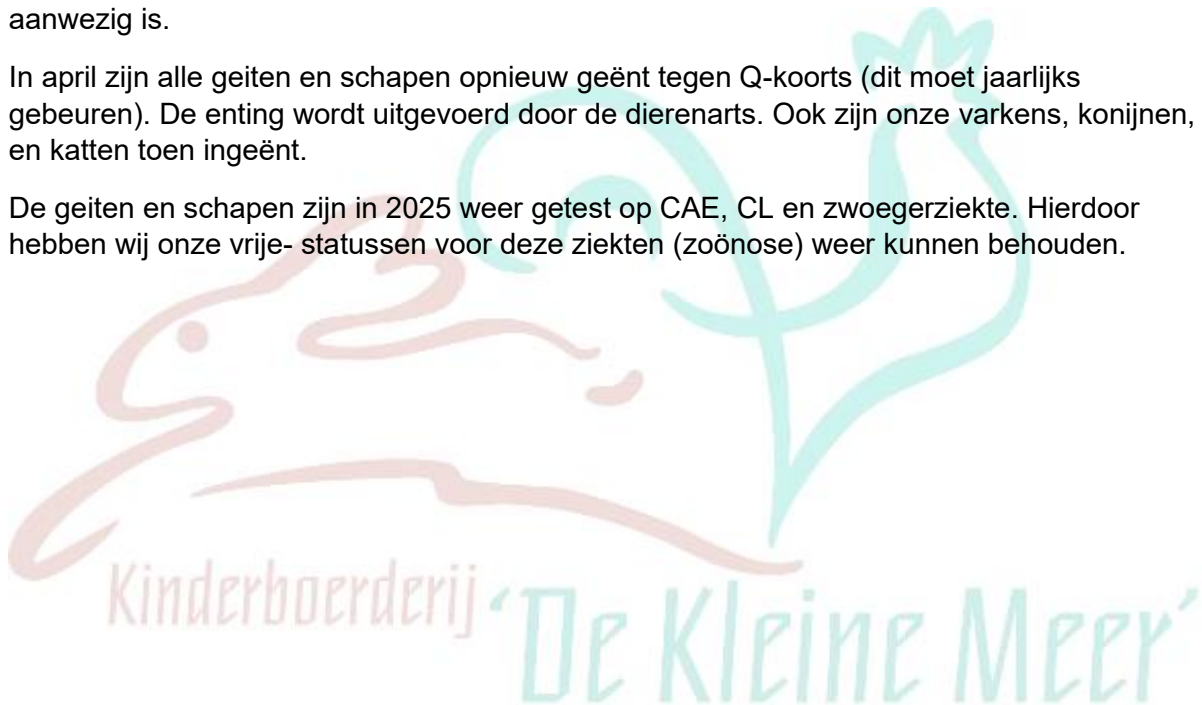 aanwezig is.
In april zijn alle geiten en schapen opnieuw geënt tegen Q-koorts (dit moet jaarlijks
gebeuren). De enting wordt uitgevoerd door de dierenarts. Ook zijn onze varkens, konijnen,
en katten toen ingeënt.
De geiten en schapen zijn in 2025 weer getest op CAE, CL en zwoegerziekte. Hierdoor
hebben wij onze vrije- statussen voor deze ziekten (zoönose) weer kunnen behouden.
Kinderboerderij 'De Kleine Meer'